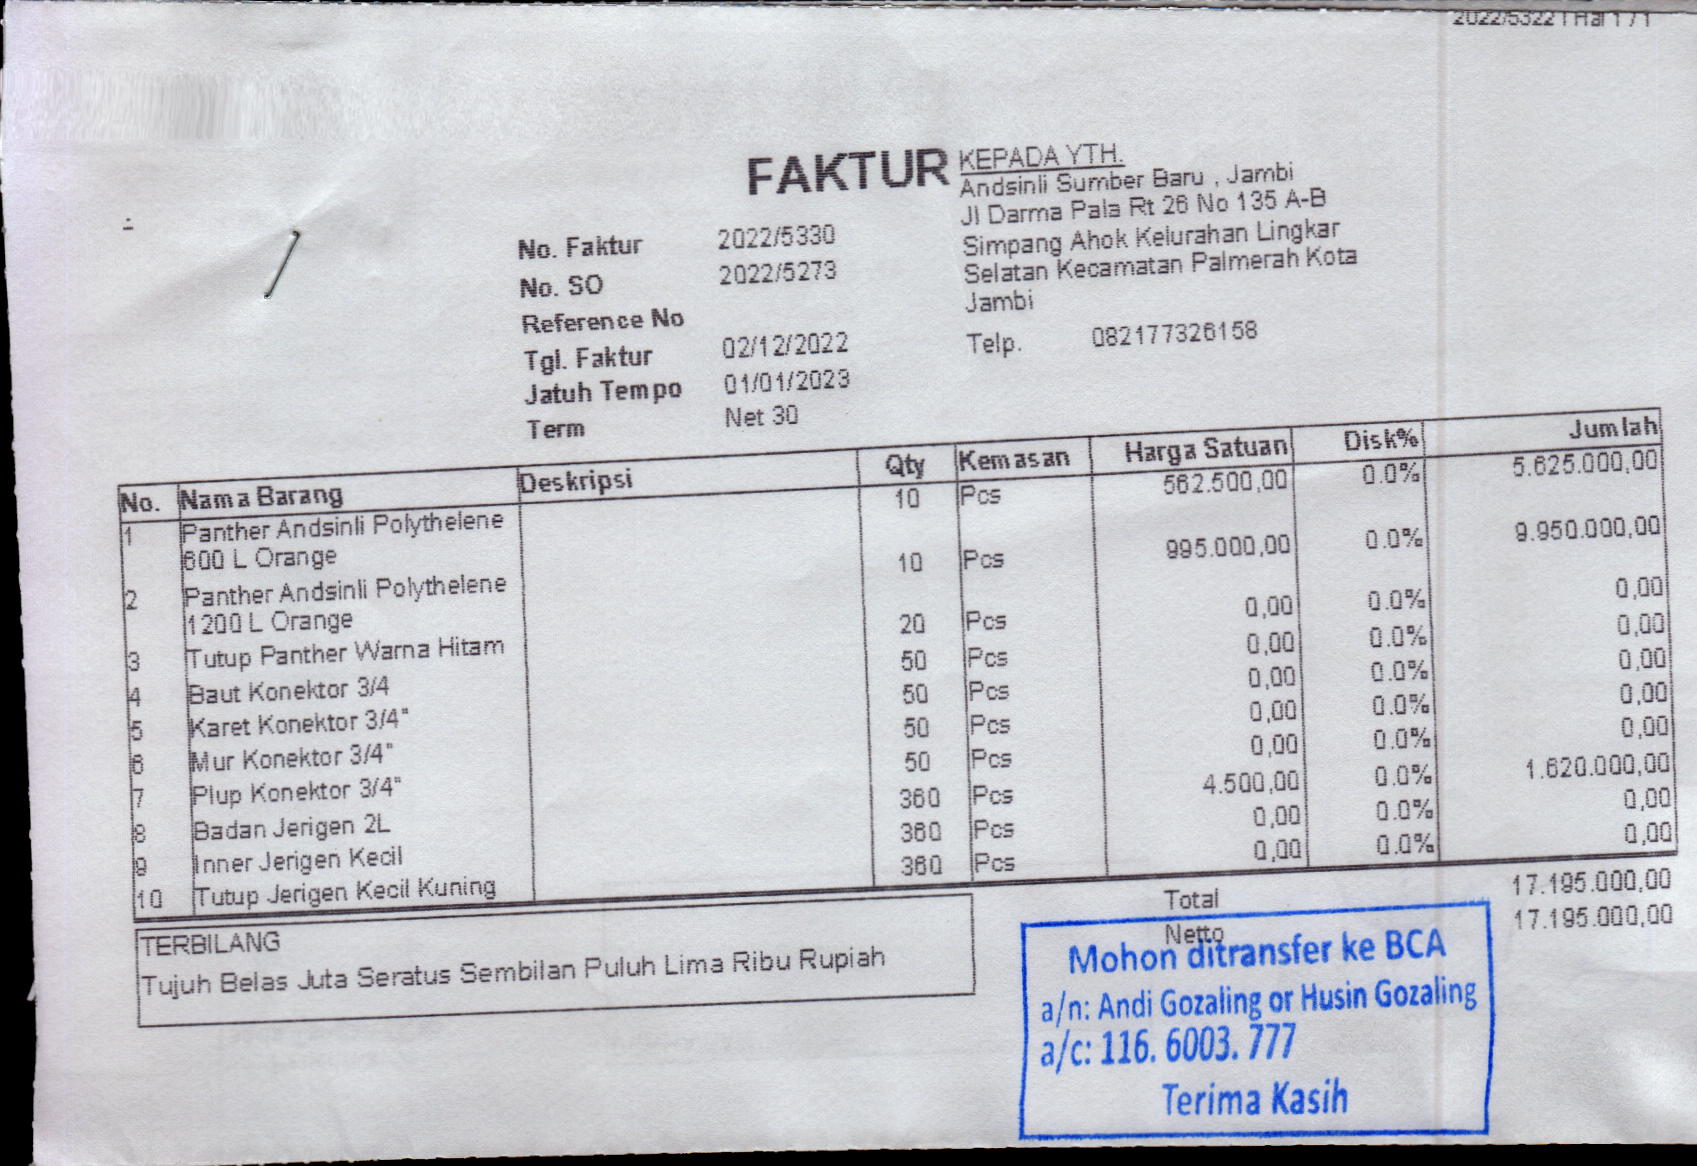 2022/5322 | Hal 1 / 1
FAKTUR
KEPADA YTH.
Andsinli Sumber Baru , Jambi
Jl Darma Pala Rt 26 No 135 A-B
Simpang Ahok Kelurahan Lingkar
Selatan Kecamatan Palmerah Kota
Jambi
Telp. 082177326158
No. Faktur 2022/5330
No. SO 2022/5273
Reference No
Tgl. Faktur 02/12/2022
Jatuh Tempo 01/01/2023
Term Net 30
No. Nama Barang Deskripsi Qty Kemasan Harga Satuan Disk% Jumlah
1 Panther Andsinli Polythelene 10 Pcs 562.500,00 0.0% 5.625.000,00
600 L Orange
2 Panther Andsinli Polythelene 10 Pcs 995.000,00 0.0% 9.950.000,00
1200 L Orange
3 Tutup Panther Warna Hitam 20 Pcs 0,00 0.0% 0,00
4 Baut Konektor 3/4 50 Pcs 0,00 0.0% 0,00
5 Karet Konektor 3/4" 50 Pcs 0,00 0.0% 0,00
6 Mur Konektor 3/4" 50 Pcs 0,00 0.0% 0,00
7 Plup Konektor 3/4" 50 Pcs 0,00 0.0% 0,00
8 Badan Jerigen 2L 360 Pcs 4.500,00 0.0% 1.620.000,00
9 Inner Jerigen Kecil 360 Pcs 0,00 0.0% 0,00
10 Tutup Jerigen Kecil Kuning 360 Pcs 0,00 0.0% 0,00
Total 17.195.000,00
Netto 17.195.000,00
TERBILANG
Tujuh Belas Juta Seratus Sembilan Puluh Lima Ribu Rupiah
Mohon ditransfer ke BCA
a/n: Andi Gozaling or Husin Gozaling
a/c: 116. 6003. 777
Terima Kasih